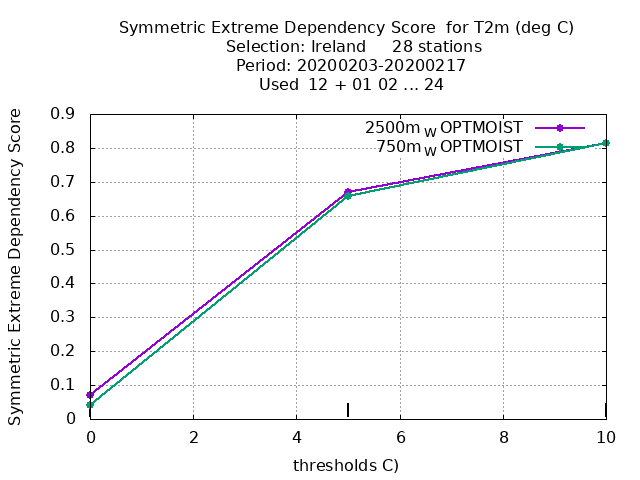 Symmetric Extreme Dependency Score for T2m (deg C)
Selection: Ireland 28 stations
Period: 20200203-20200217
Used 12 + 01 02 ... 24
Symmetric Extreme Dependency Score
0.9
0.8
0.7
0.6
0.5
0.4
0.3
0.2
0.1
0
2500m W OPTMOIST
750m W OPTMOIST
0 2 4 6 8 10
thresholds C)